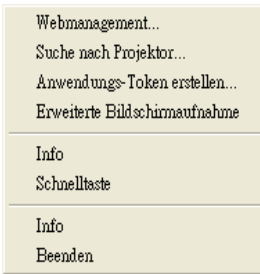 Webmanagement...
Suche nach Projektor...
Anwendungs-Token erstellen...
Erweiterte Bildschirmaufnahme
Info
Schnelltaste
Info
Beenden